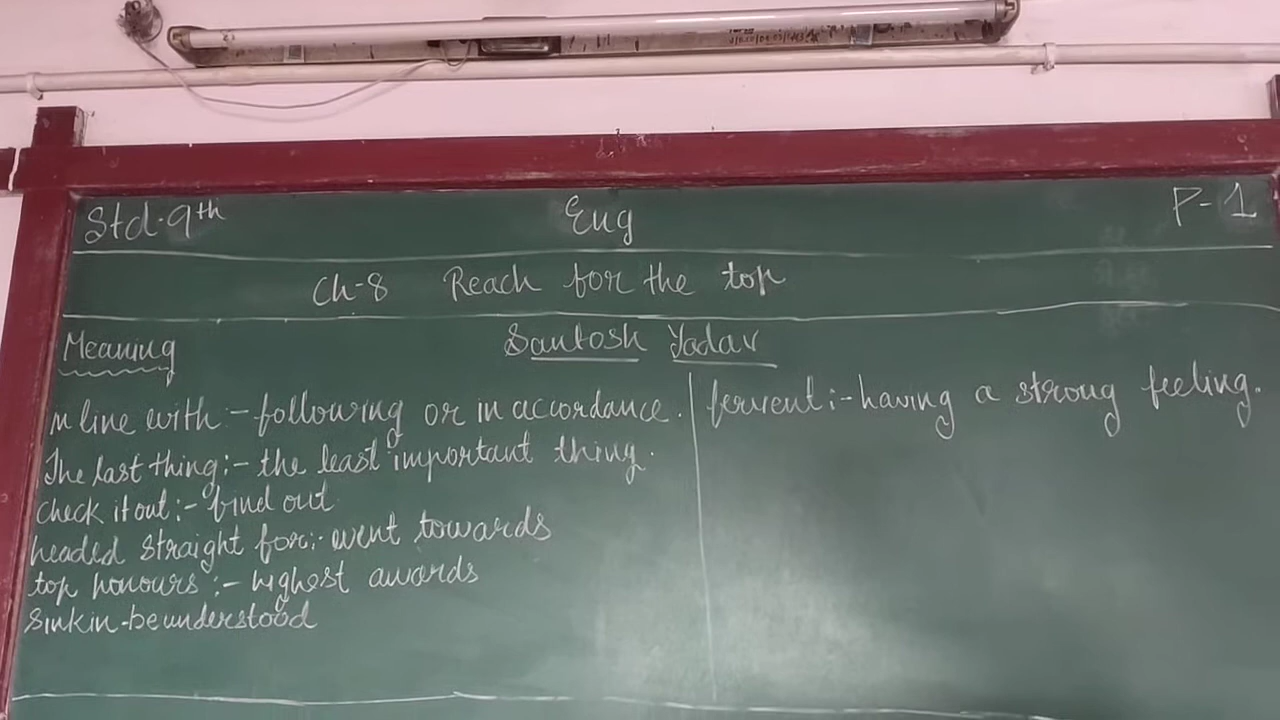 Std-9th Eng P-1
Ch-8 Reach for the top
Santosh Yadav
Meaning
In line with :- following or in accordance.
The last thing :- the least important thing.
Check it out :- find out
headed straight for :- went towards
top honours :- highest awards
Sinkin - be understood
fervent :- having a strong feeling.